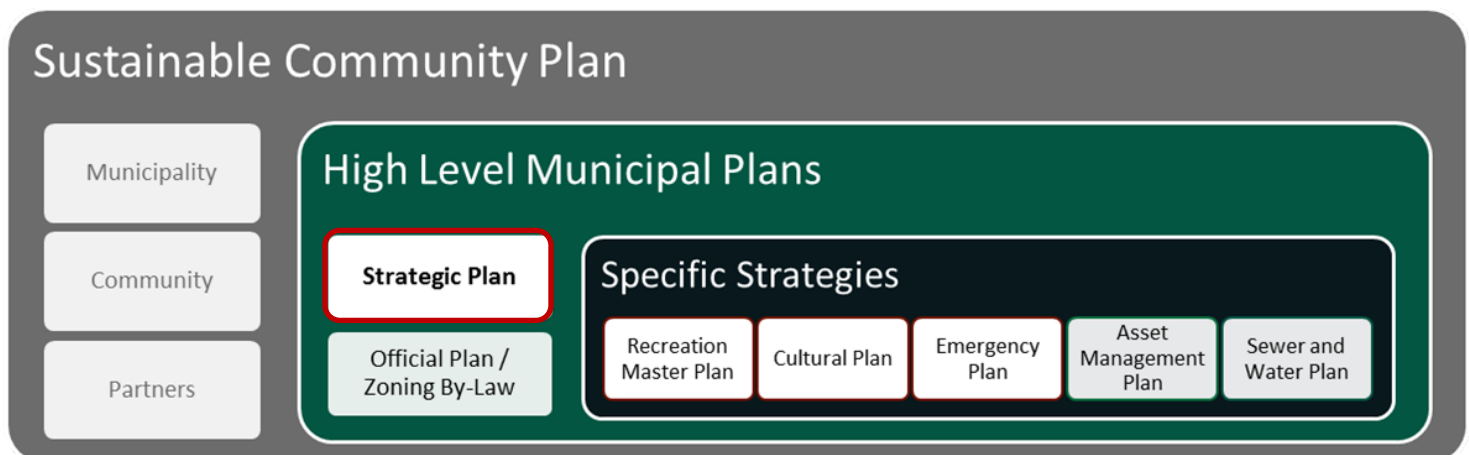 Sustainable Community Plan
Municipality
Community
Partners
High Level Municipal Plans
Strategic Plan
Official Plan /
Zoning By-Law
Specific Strategies
Recreation
Master Plan
Cultural Plan
Emergency
Plan
Asset
Management
Plan
Sewer and
Water Plan